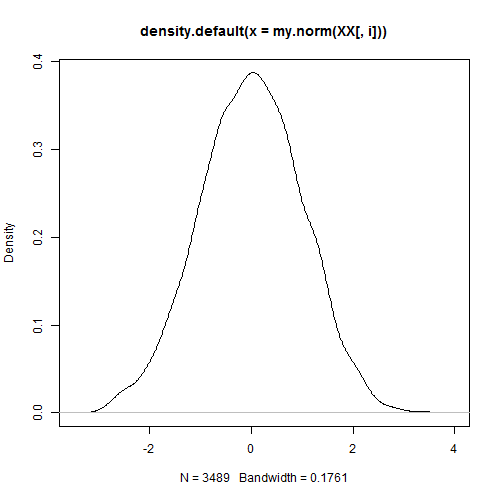 density.default(x = my.norm(XX[, i]))
Density
0.4
0.3
0.2
0.1
0.0
-2 0 2 4
N = 3489 Bandwidth = 0.1761